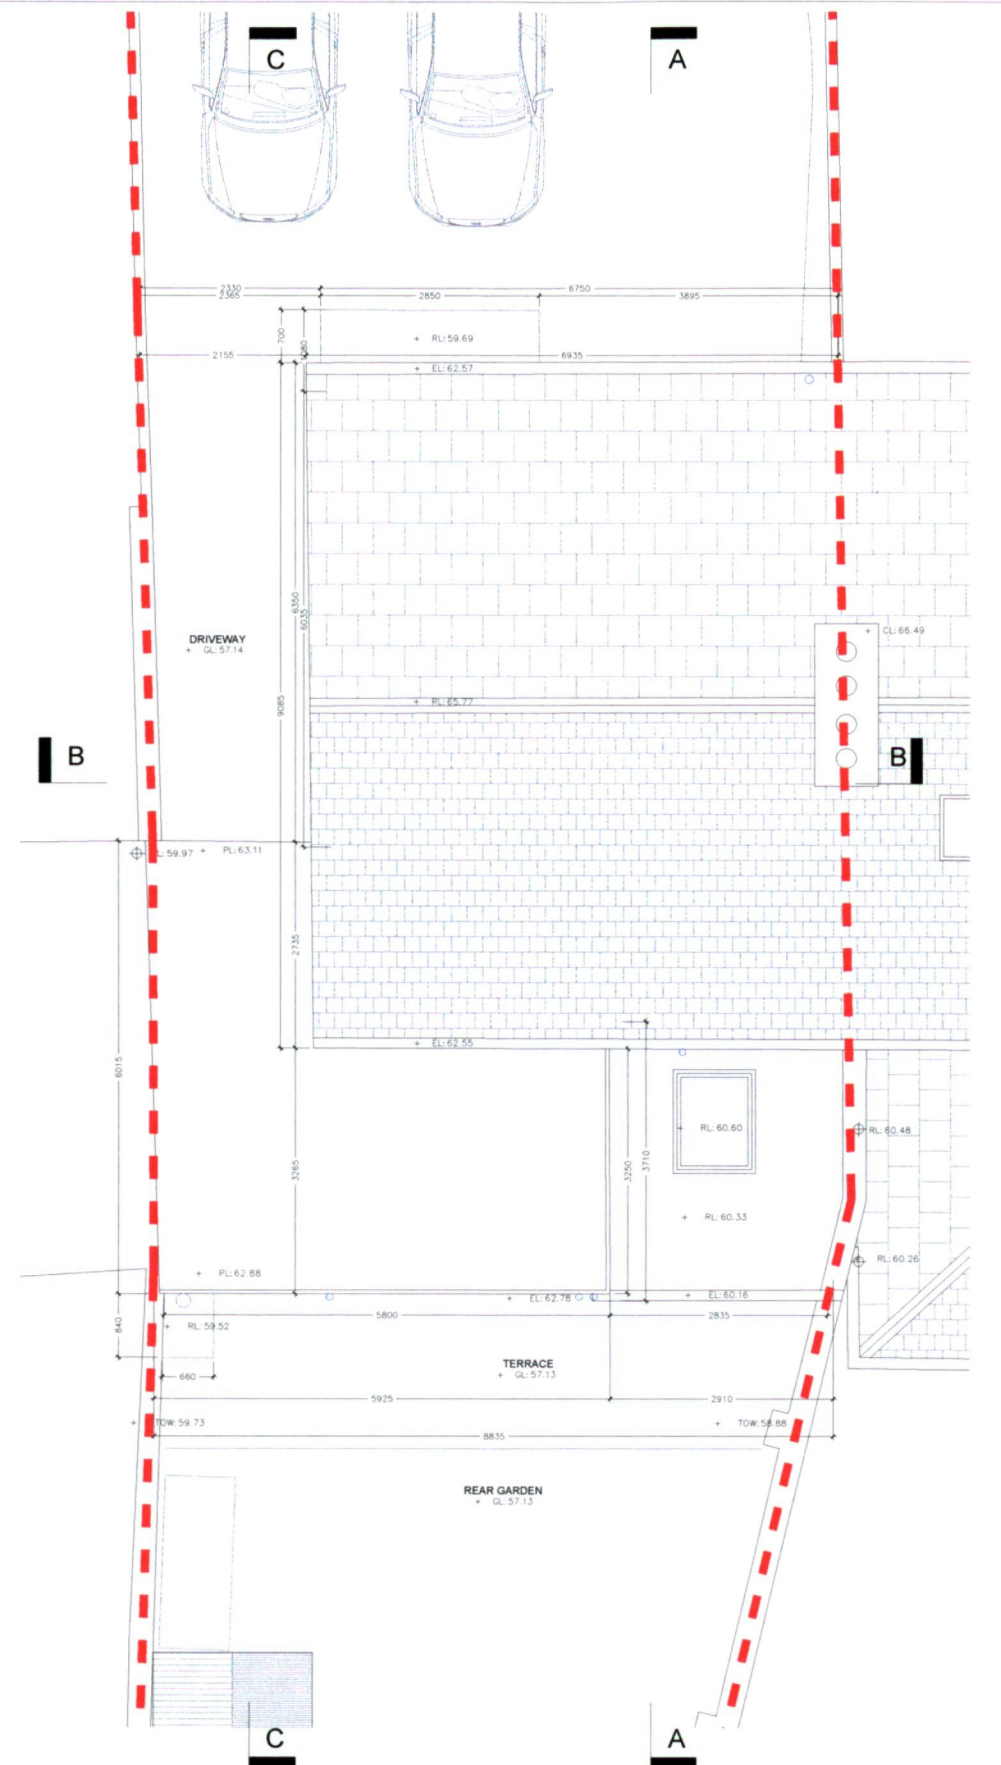 C
A
2330
6750
2365
2850
3895
700
RL: 59.69
2155
6935
EL: 62.57
6350
6035
CL: 66.49
DRIVEWAY
GL: 57.14
9085
RL: 65.77
B
B
L: 59.97
PL: 63.11
2735
EL: 62.55
6015
RL: 60.60
RL: 60.48
3265
3250
3710
RL: 60.33
RL: 60.26
PL: 62.88
EL: 62.78
EL: 60.16
5800
2835
840
RL: 59.52
TERRACE
GL: 57.13
660
5925
2910
TOW: 59.73
TOW: 58.88
8835
REAR GARDEN
GL: 57.13
C
A